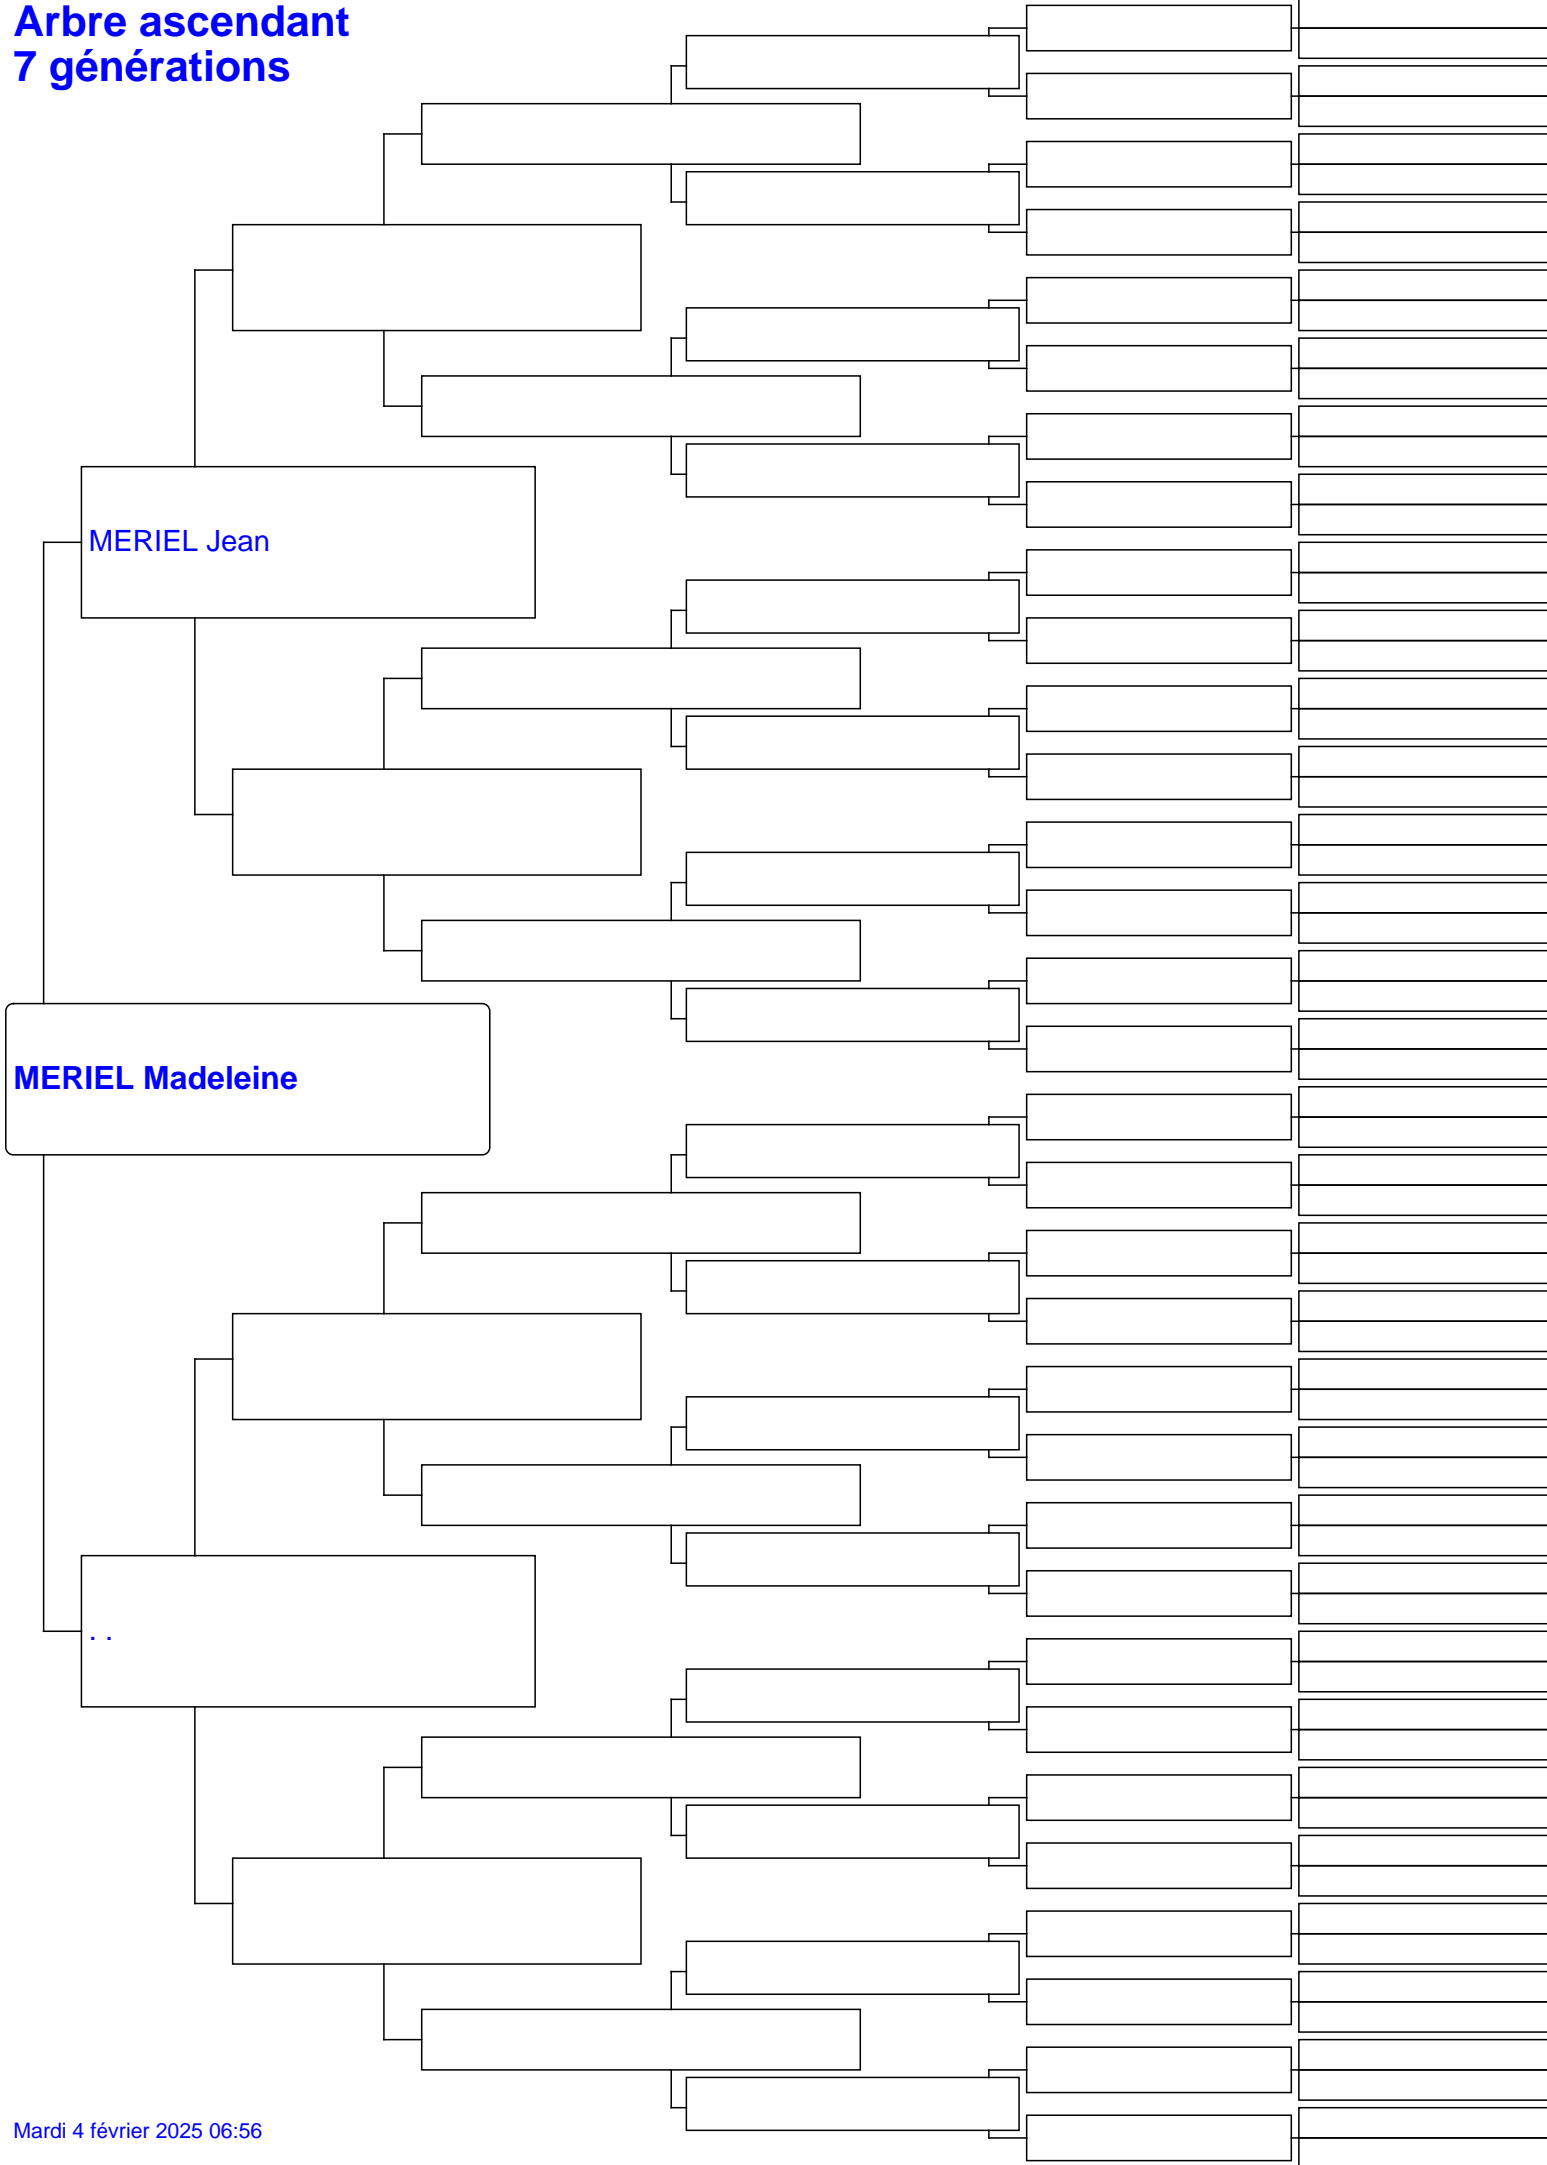 Arbre ascendant
7 générations
MERIEL Jean
MERIEL Madeleine
. .
Mardi 4 février 2025 06:56